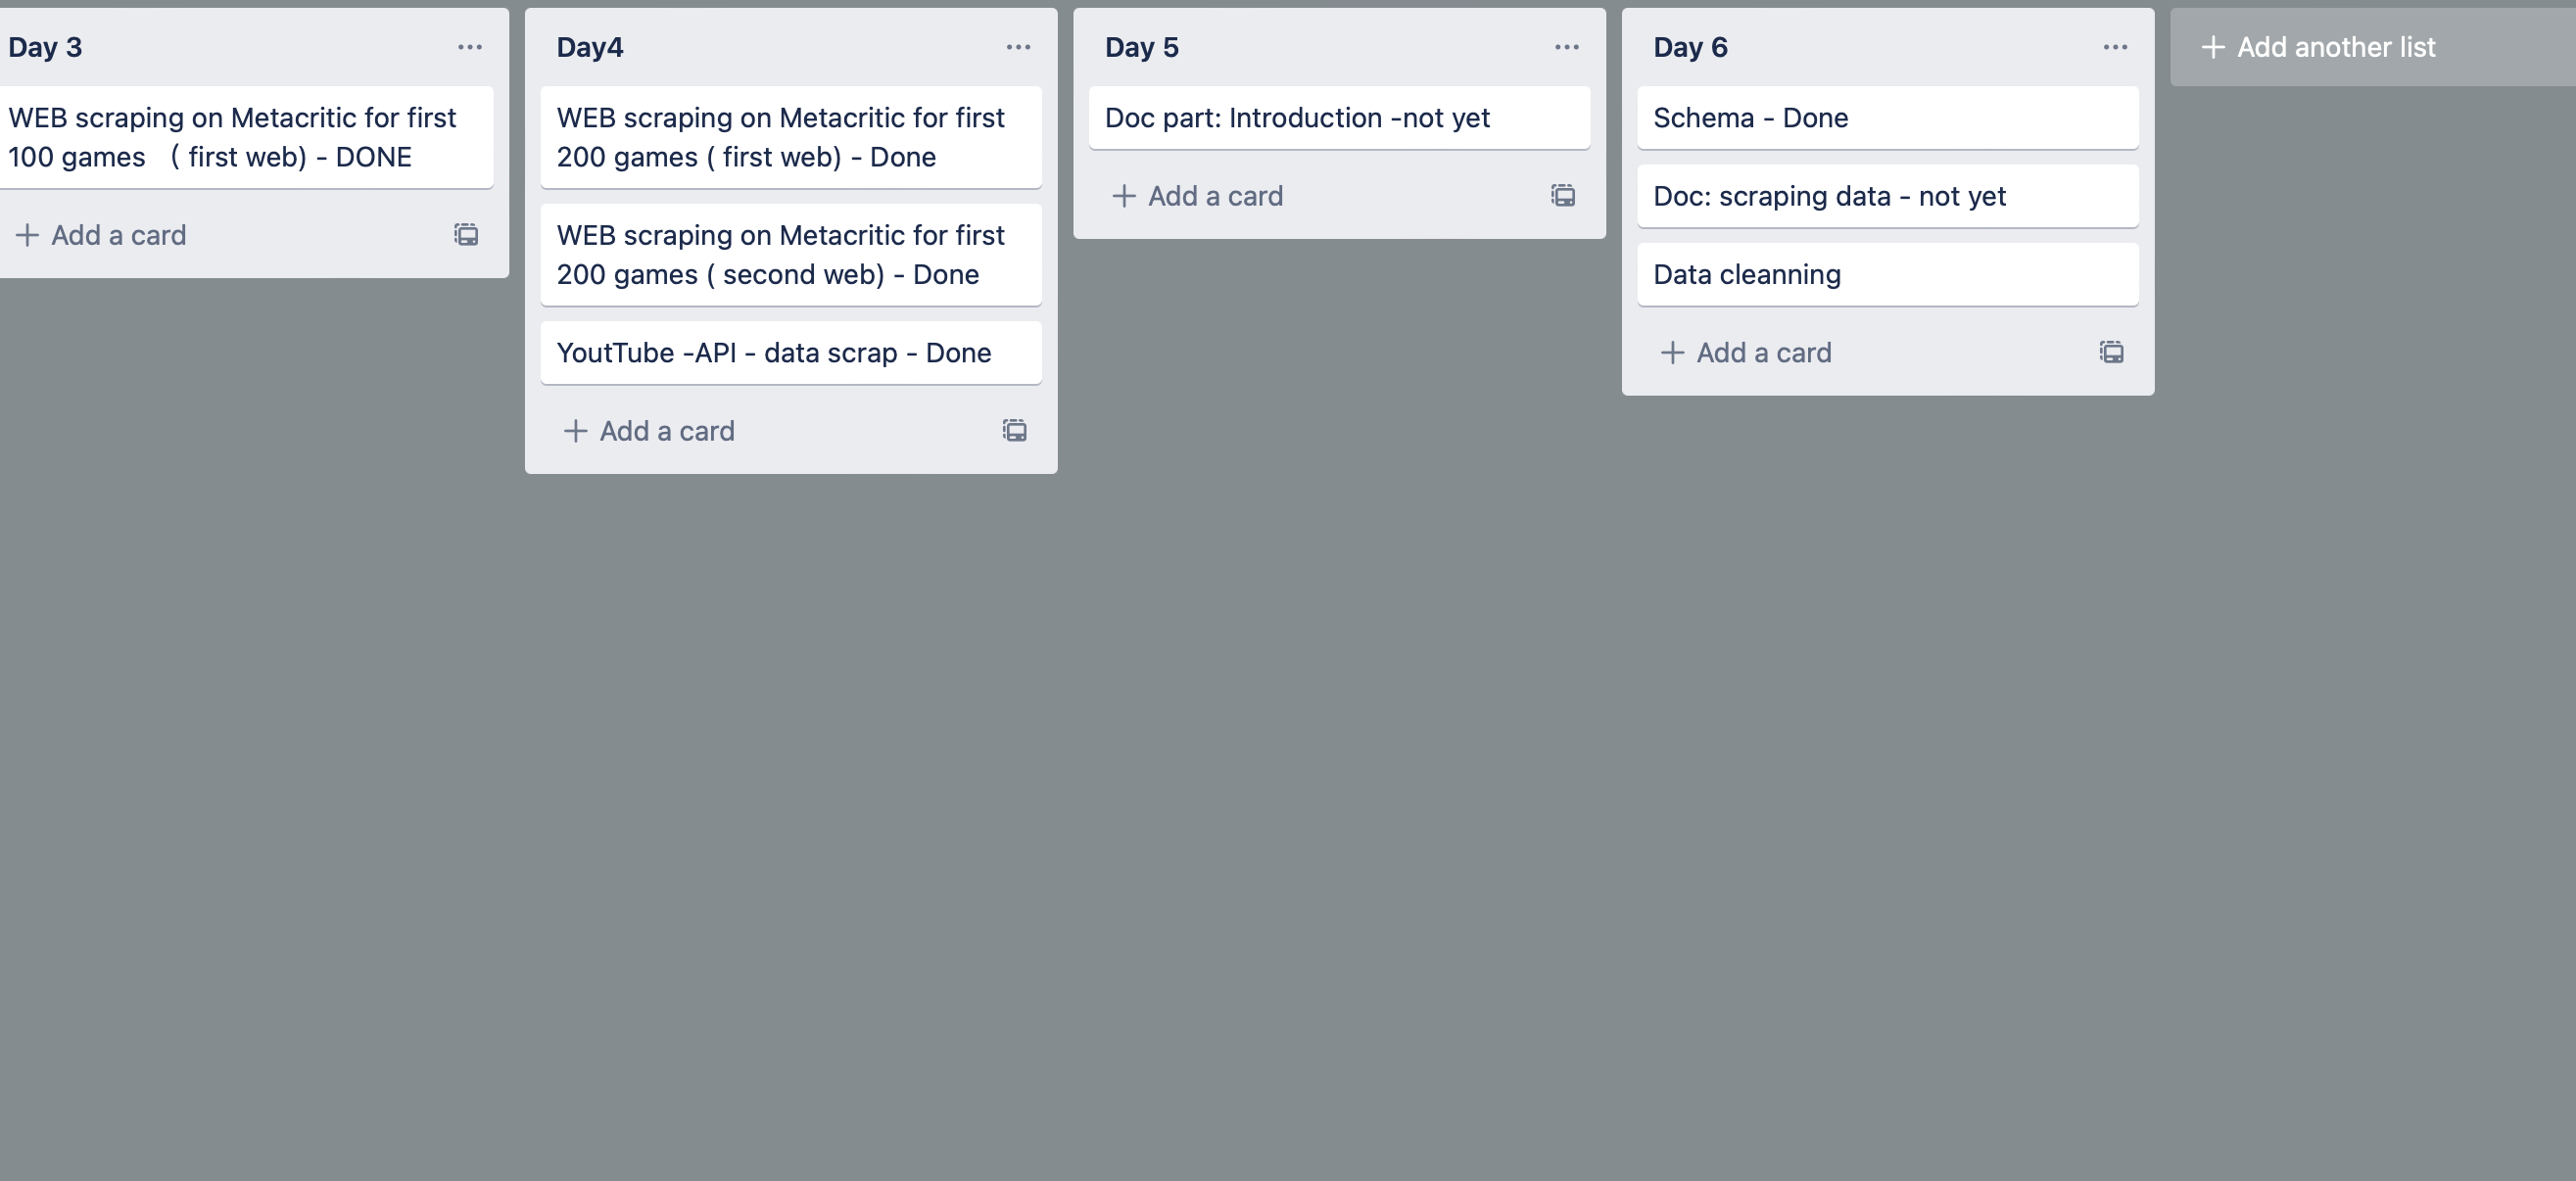 Day 3
WEB scraping on Metacritic for first
100 games   ( first web) - DONE
+ Add a card
Day4
WEB scraping on Metacritic for first
200 games ( first web) - Done
WEB scraping on Metacritic for first
200 games ( second web) - Done
YoutTube -API - data scrap - Done
+ Add a card
Day 5
Doc part: Introduction -not yet
+ Add a card
Day 6
Schema - Done
Doc: scraping data - not yet
Data cleanning
+ Add a card
+ Add another list